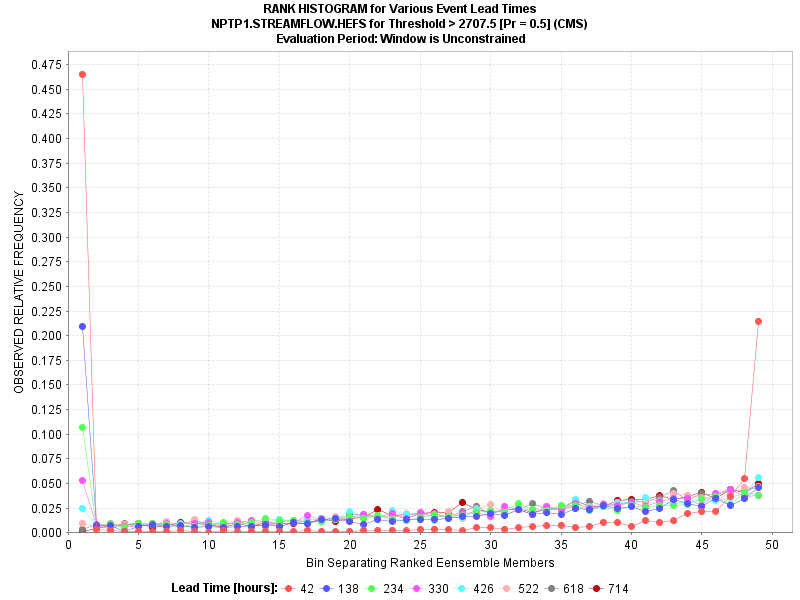 RANK HISTOGRAM for Various Event Lead Times
NPTP1.STREAMFLOW.HEFS for Threshold > 2707.5 [Pr = 0.5] (CMS)
Evaluation Period: Window is Unconstrained
OBSERVED RELATIVE FREQUENCY
0.475
0.450
0.425
0.400
0.375
0.350
0.325
0.300
0.275
0.250
0.225
0.200
0.175
0.150
0.125
0.100
0.075
0.050
0.025
0.000
0 5 10 15 20 25 30 35 40 45 50
Bin Separating Ranked Eensemble Members
Lead Time [hours]: 42 138 234 330 426 522 618 714